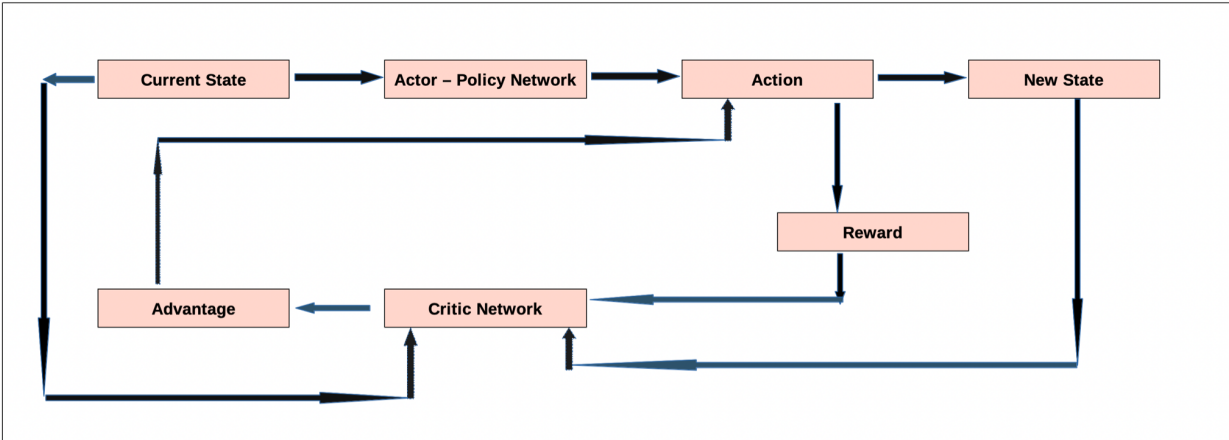 Current State
Actor – Policy Network
Action
New State
Reward
Advantage
Critic Network